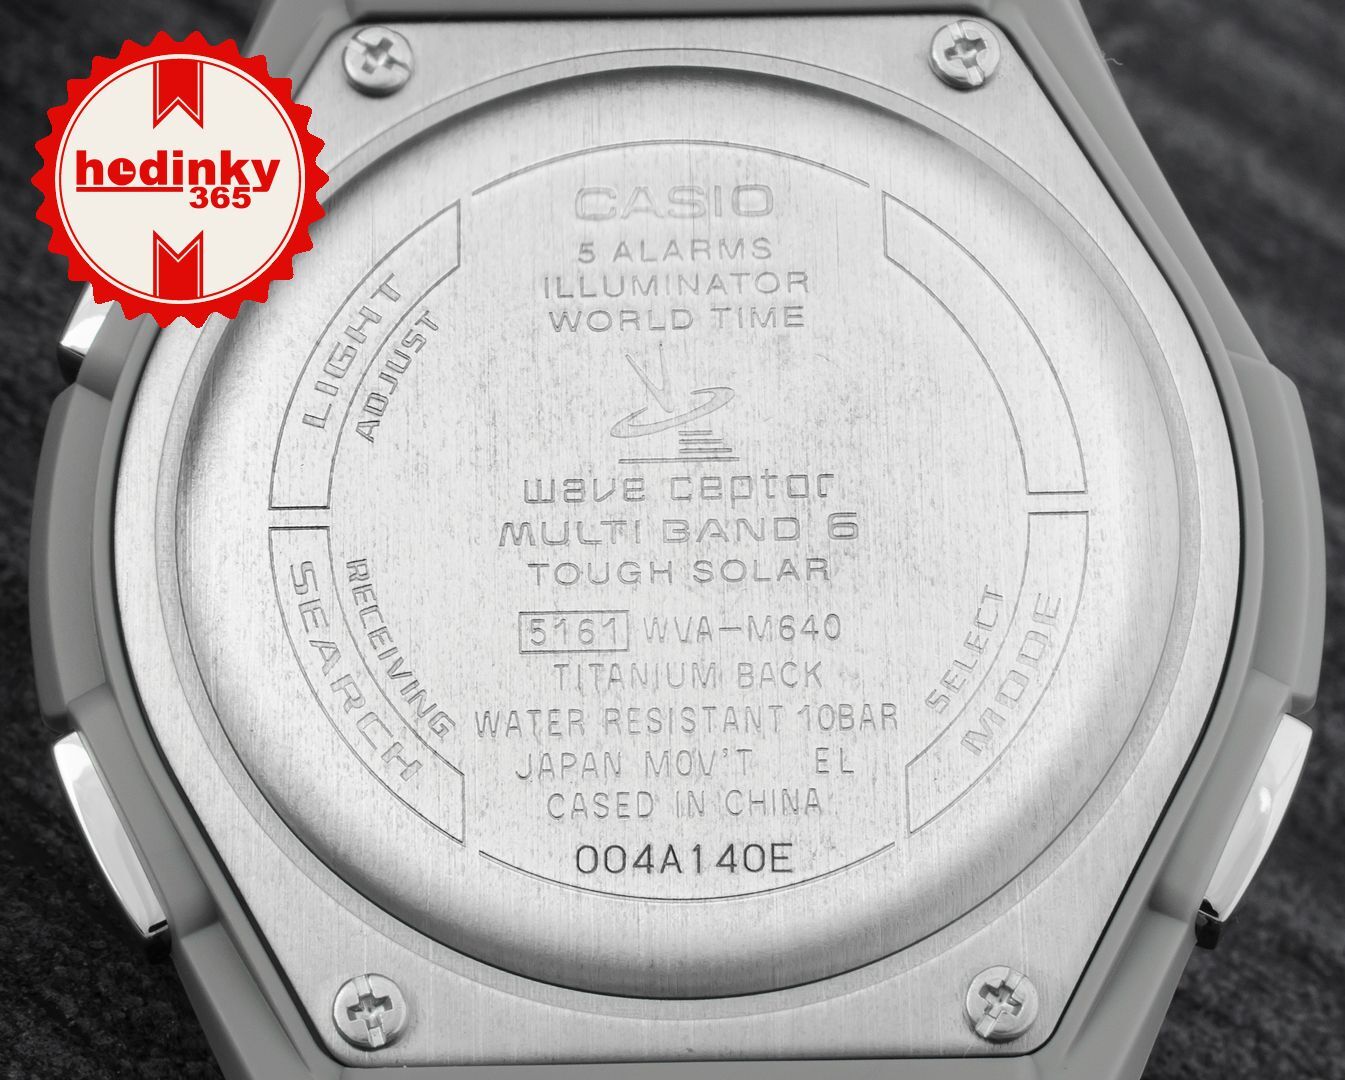 hodinky
365
CASIO
5 ALARMS
ILLUMINATOR
WORLD TIME
LIGHT
ADJUST
wave ceptor
MULTI BAND 6
TOUGH SOLAR
5161 WVA-M640
TITANIUM BACK
WATER RESISTANT 10BAR
JAPAN MOV'T EL
CASED IN CHINA
004A140E
RECEIVING
SEARCH
SELECT
MODE